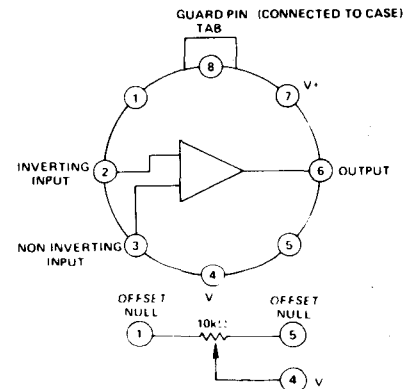 GUARD PIN (CONNECTED TO CASE)
TAB
8
1
7
V+
INVERTING
INPUT
2
6
OUTPUT
NON INVERTING
INPUT
3
5
4
V
OFFSET
NULL
OFFSET
NULL
1
10kΩ
5
4
V